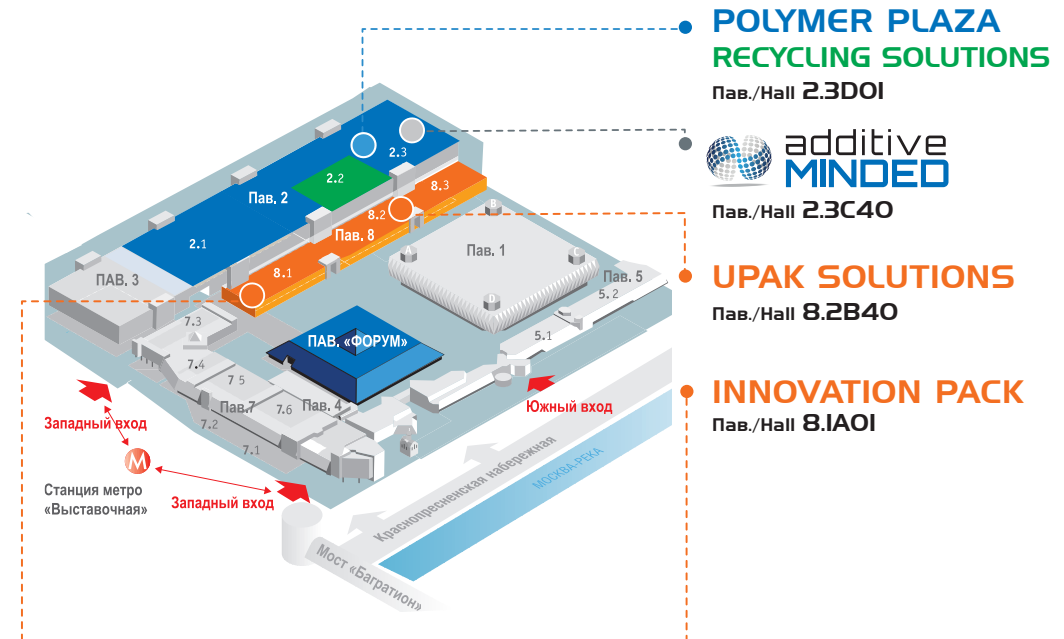 POLYMER PLAZA
RECYCLING SOLUTIONS
Пав./Hall 2.3D01
additive
MINDED
Пав./Hall 2.3C40
UPAK SOLUTIONS
Пав./Hall 8.2B40
INNOVATION PACK
Пав./Hall 8.1A01
2.3
2.2
Пав. 2
2.1
8.3
8.2
Пав. 8
8.1
ПАВ. 3
B
A
Пав. 1
C
D
Пав. 5
5.2
5.1
7.3
7.4
7 5
Пав.7
7.6
Пав. 4
7.2
7.1
ПАВ. «ФОРУМ»
Западный вход
M
Станция метро
«Выставочная»
Западный вход
Южный вход
Краснопресненская набережная
МОСКВА-РЕКА
Мост «Багратион»